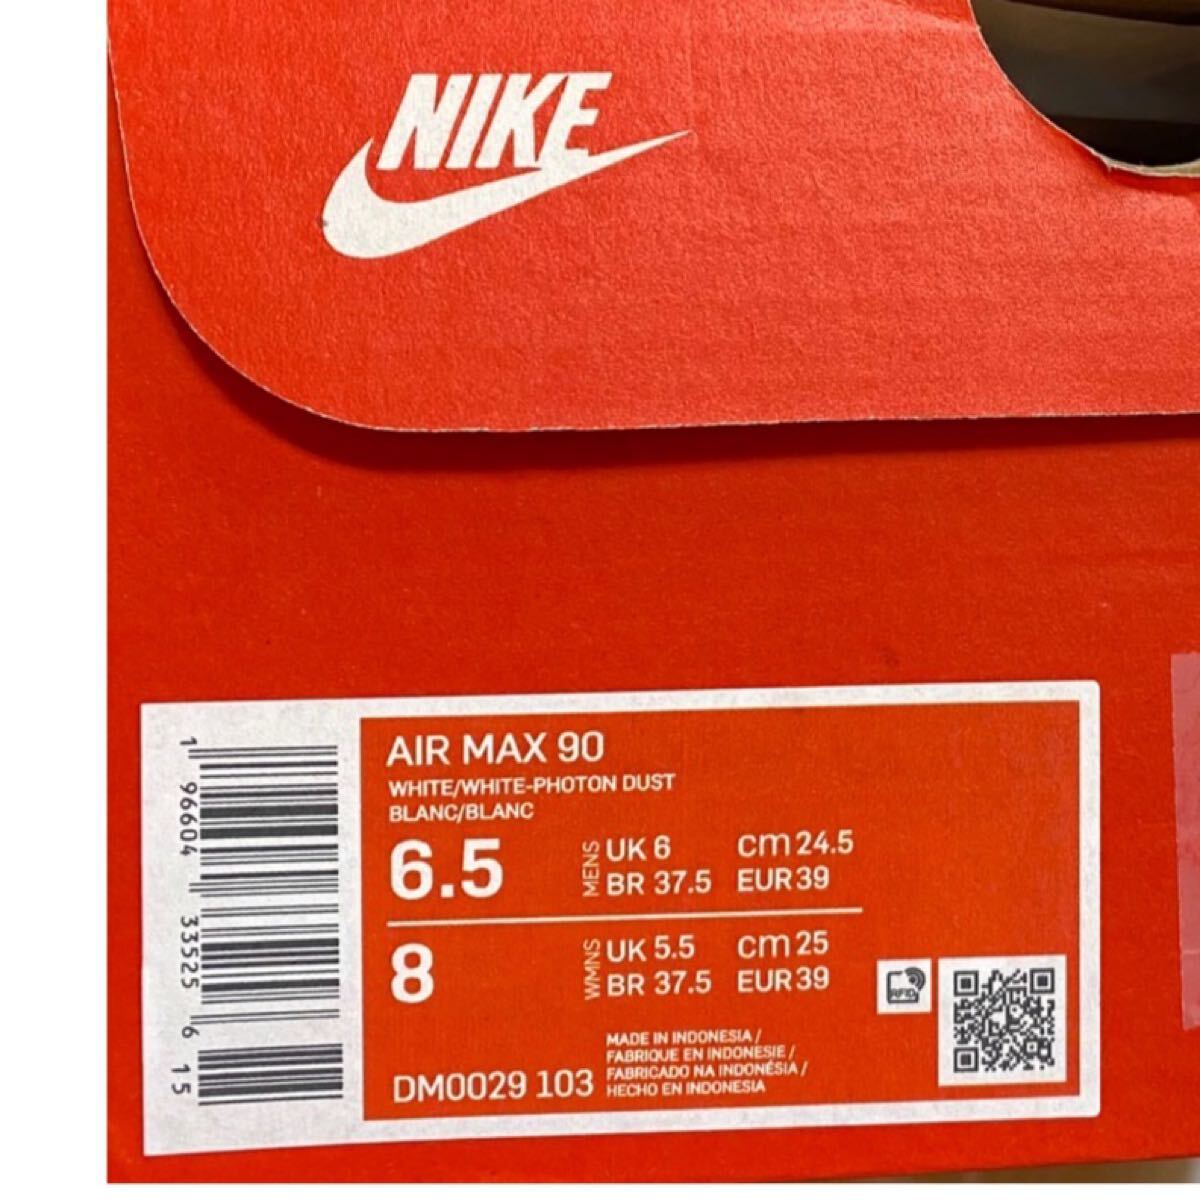 NIKE
AIR MAX 90
WHITE/WHITE-PHOTON DUST
BLANC/BLANC
6.5 MENS UK 6 cm 24.5
BR 37.5 EUR 39
8 WMNS UK 5.5 cm 25
BR 37.5 EUR 39
RFID
MADE IN INDONESIA /
FABRIQUE EN INDONESIE /
FABRICADO NA INDONÉSIA /
HECHO EN INDONESIA
DM0029 103
1 96604 33525 6 15